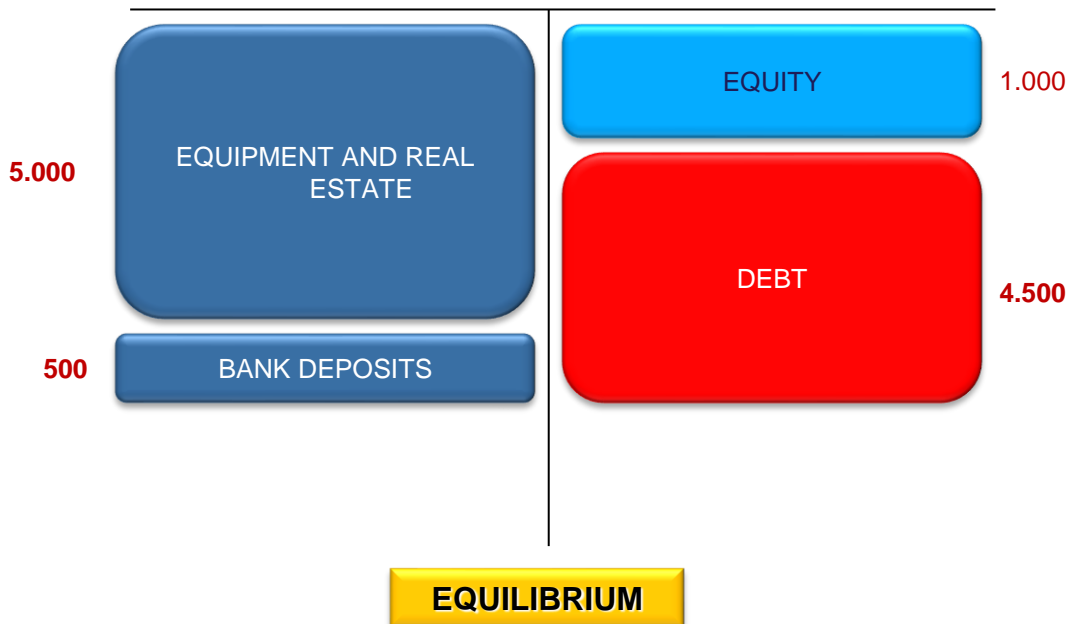 5.000
EQUIPMENT AND REAL
ESTATE
500
BANK DEPOSITS
EQUITY
1.000
DEBT
4.500
EQUILIBRIUM